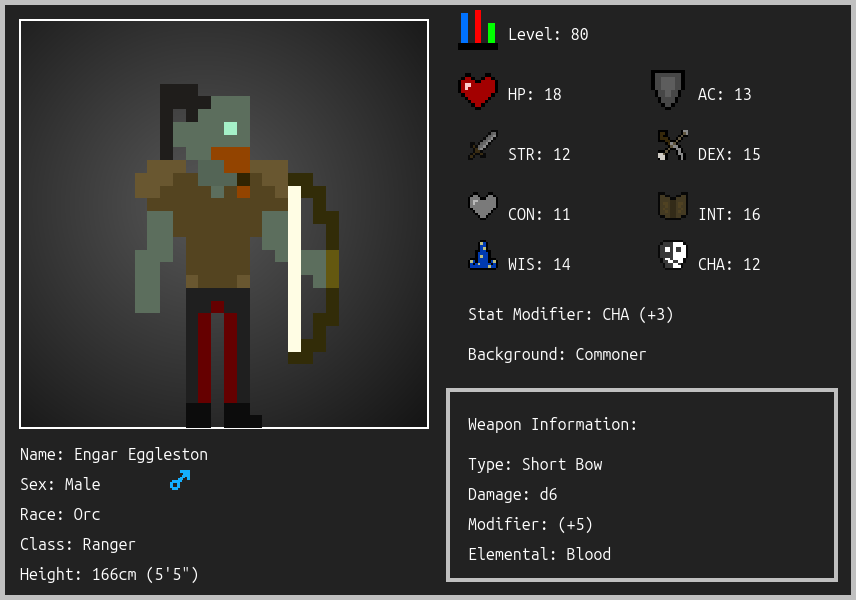 Level: 80
HP: 18
AC: 13
STR: 12
DEX: 15
CON: 11
INT: 16
WIS: 14
CHA: 12
Stat Modifier: CHA (+3)
Background: Commoner
Weapon Information:
Type: Short Bow
Damage: d6
Modifier: (+5)
Elemental: Blood
Name: Engar Eggleston
Sex: Male
Race: Orc
Class: Ranger
Height: 166cm (5'5")